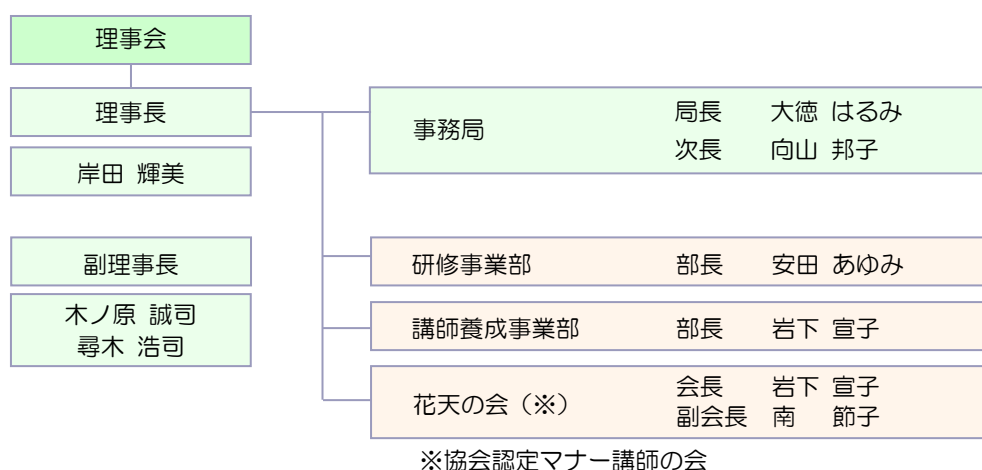 理事会
理事長
岸田 輝美
副理事長
木ノ原 誠司
尋木 浩司
事務局 局長 大徳 はるみ
次長 向山 邦子
研修事業部 部長 安田 あゆみ
講師養成事業部 部長 岩下 宣子
花天の会（※） 会長 岩下 宣子
副会長 南 節子
※協会認定マナー講師の会